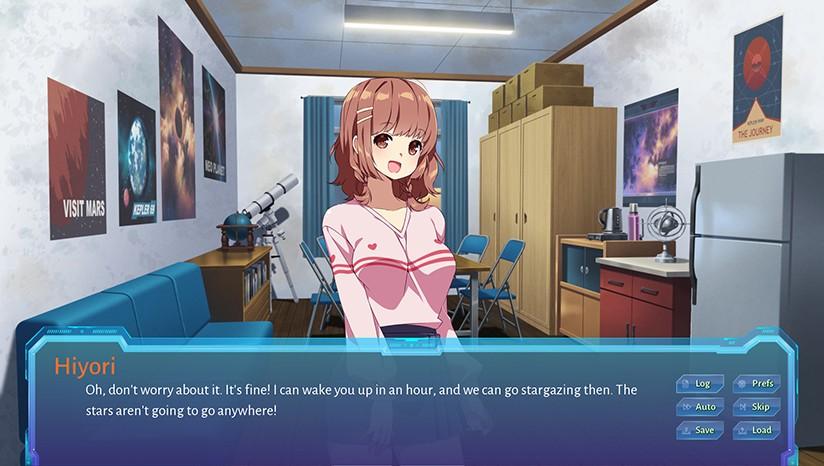 VISIT MARS
KEPLER 69
NEO PLANET
THE JOURNEY
Hiyori
Oh, don't worry about it. It's fine! I can wake you up in an hour, and we can go stargazing then. The
stars aren't going to go anywhere!
Log
Prefs
Auto
Skip
Save
Load